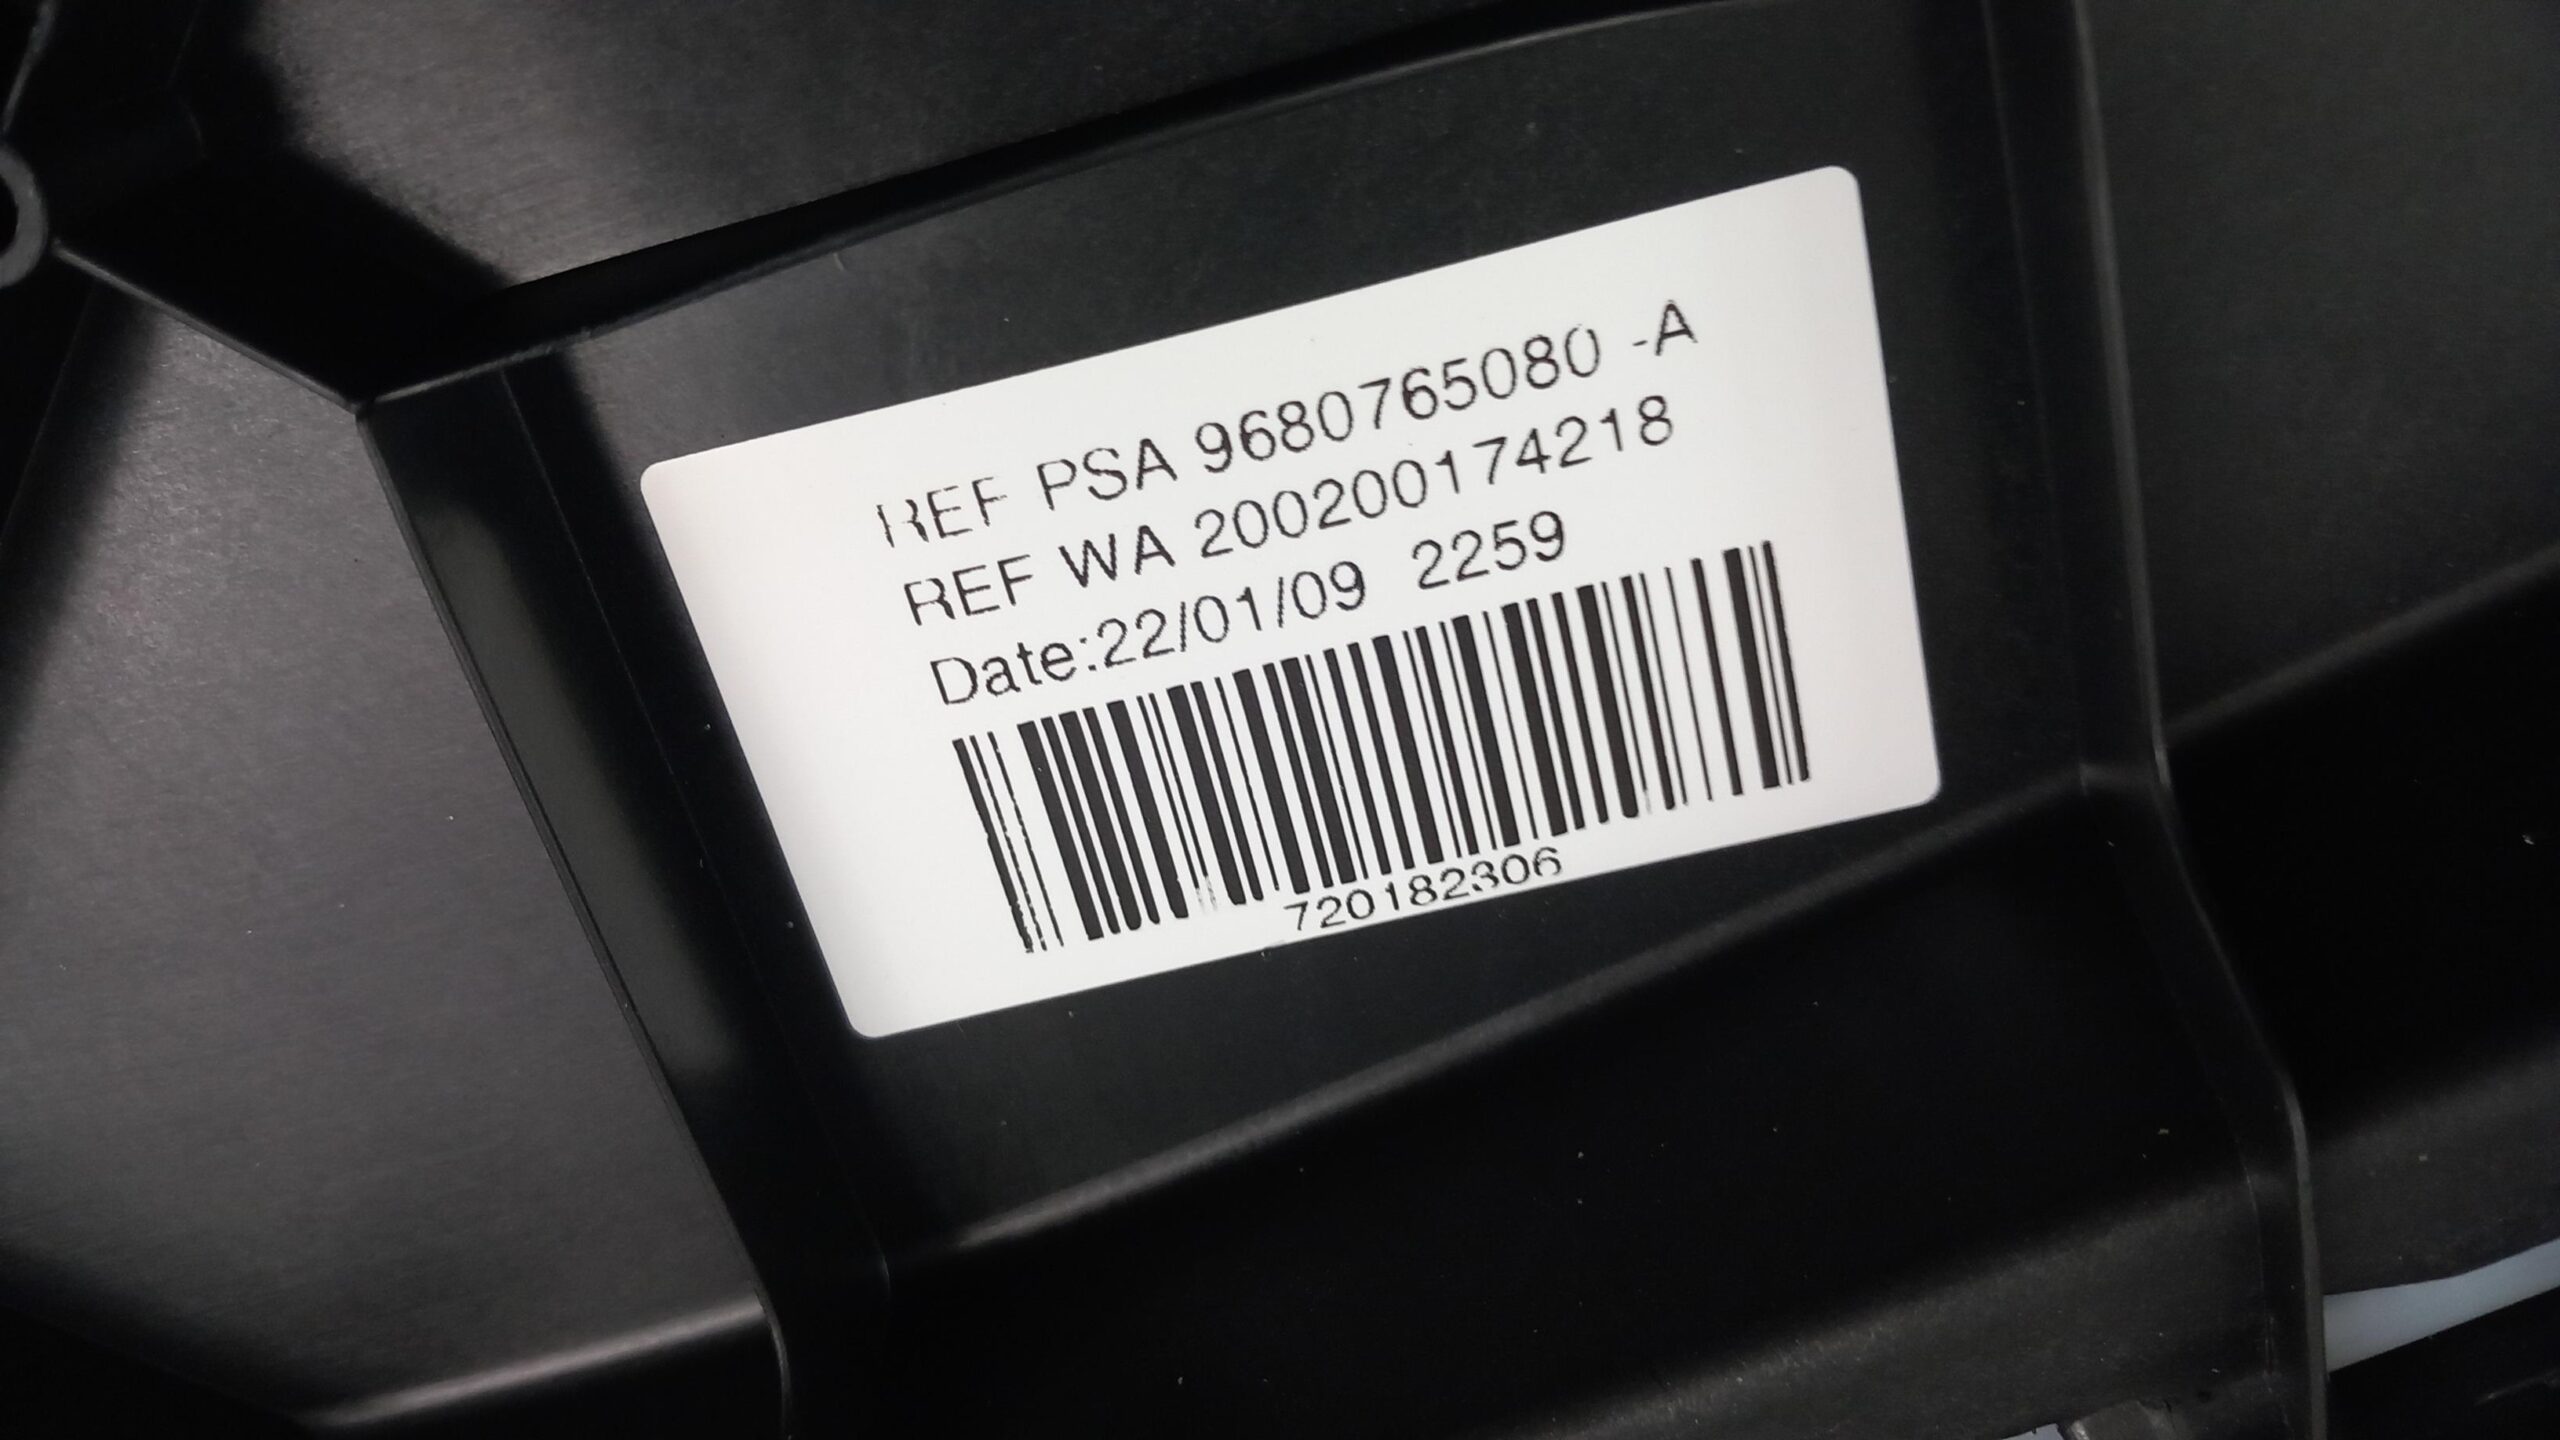 REF PSA 9680765080 -A
REF WA 200200174218
Date:22/01/09 2259
720182306